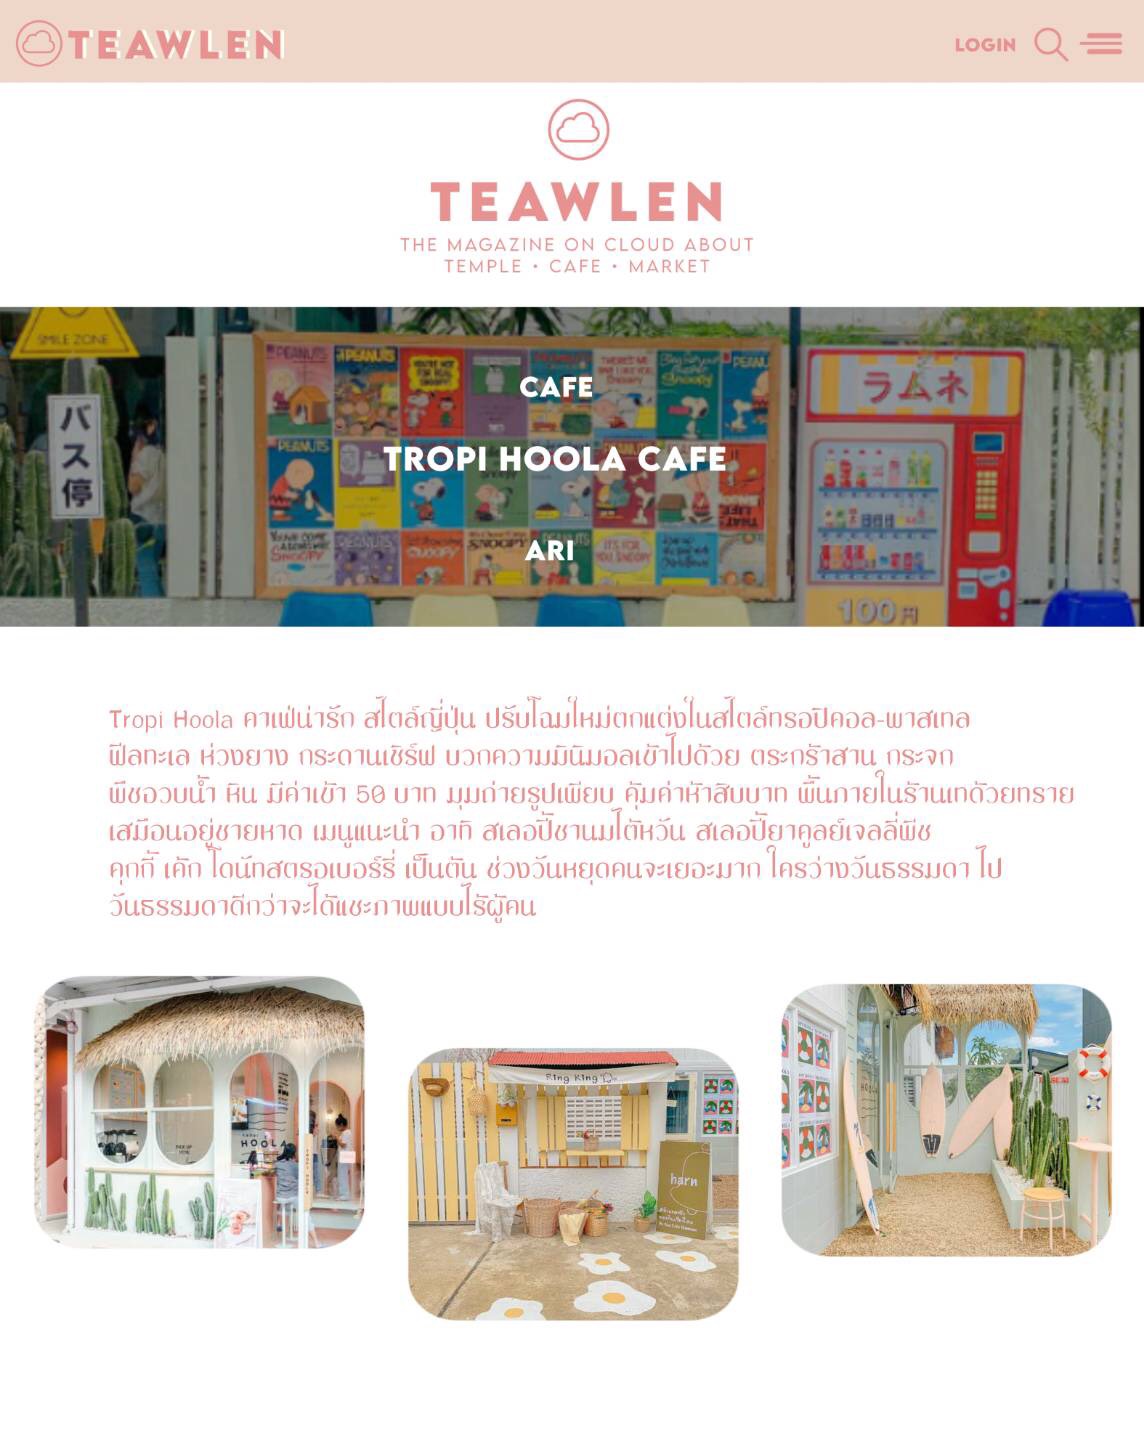 TEAWLEN
LOGIN
TEAWLEN
THE MAGAZINE ON CLOUD ABOUT
TEMPLE • CAFE • MARKET
SMILE ZONE
バス停
PEANUTS
ラムネ
100円
CAFE
TROPI HOOLA CAFE
ARI
Tropi Hoola คาเฟ่น่ารัก สไตล์ญี่ปุ่น ปรับโฉมใหม่ตกแต่งในสไตล์ทรอปิคอล-พาสเทล
ฟีลทะเล ห่วงยาง กระดานเซิร์ฟ บวกความมินิมอลเข้าไปด้วย ตระกร้าสาน กระจก
พืชอวบน้ำ หิน มีค่าเข้า 50 บาท มุมถ่ายรูปเพียบ คุ้มค่าห้าสิบบาท พื้นภายในร้านเทด้วยทราย
เสมือนอยู่ชายหาด เมนูแนะนำ อาทิ สเลอปี้ชานมไต้หวัน สเลอปี้ยาคูลย์เจลลี่พีช
คุกกี้ เค้ก โดนัทสตรอเบอร์รี่ เป็นต้น ช่วงวันหยุดคนจะเยอะมาก ใครว่างวันธรรมดา ไป
วันธรรมดาดีกว่าจะได้แชะภาพแบบไร้ผู้คน
HOOLA
Ring King
harn